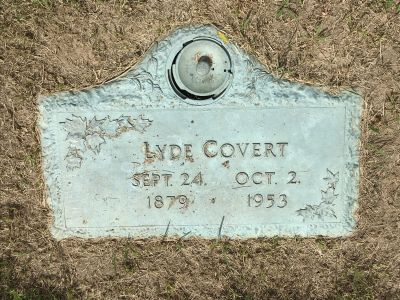 LYDE COVERT
SEPT. 24. OCT. 2.
1879 1953